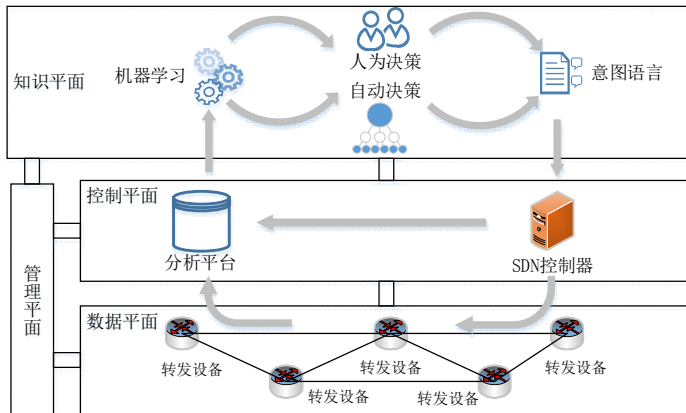 知识平面
机器学习
人为决策
自动决策
意图语言
控制平面
分析平台
SDN控制器
管理平面
数据平面
转发设备
转发设备
转发设备
转发设备
转发设备